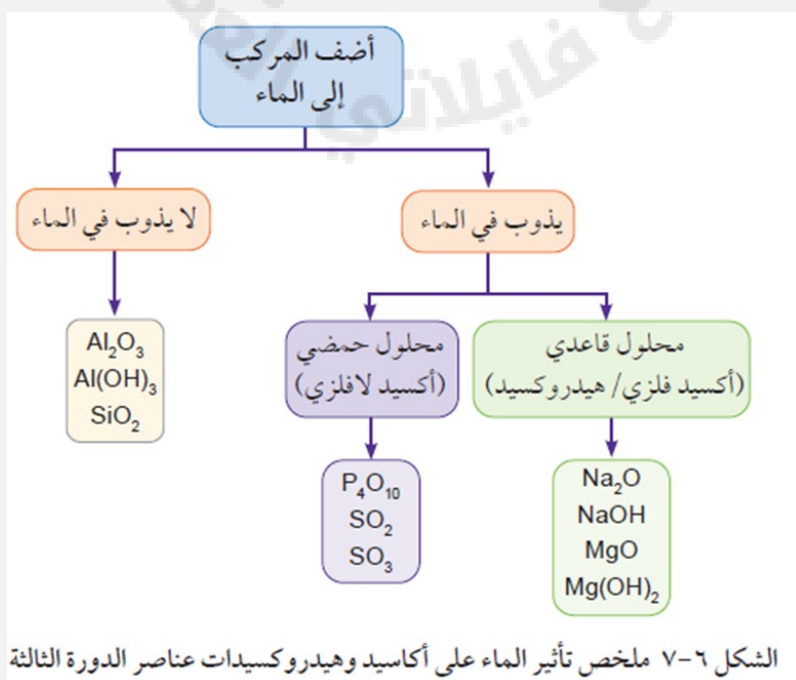 أضف المركب
إلى الماء
يذوب في الماء
لا يذوب في الماء
محلول قاعدي
(أكسيد فلزي/ هيدروكسيد)
محلول حمضي
(أكسيد لافلزي)
Na₂O
NaOH
MgO
Mg(OH)₂
P₄O₁₀
SO₂
SO₃
Al₂O₃
Al(OH)₃
SiO₂
الشكل ٦-٧ ملخص تأثير الماء على أكاسيد وهيدروكسيدات عناصر الدورة الثالثة
فايلاتي